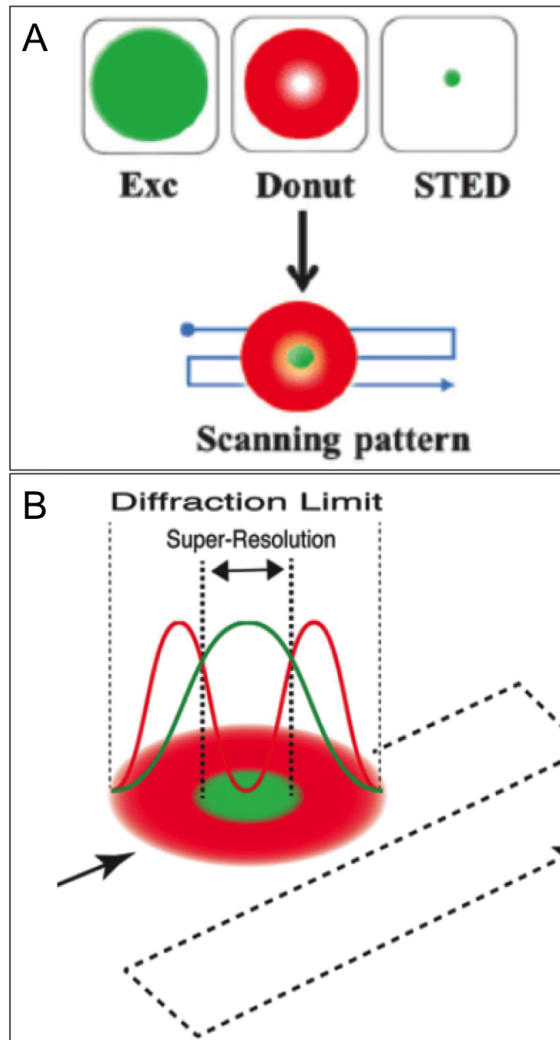 A
Exc Donut STED
Scanning pattern
B
Diffraction Limit
Super-Resolution